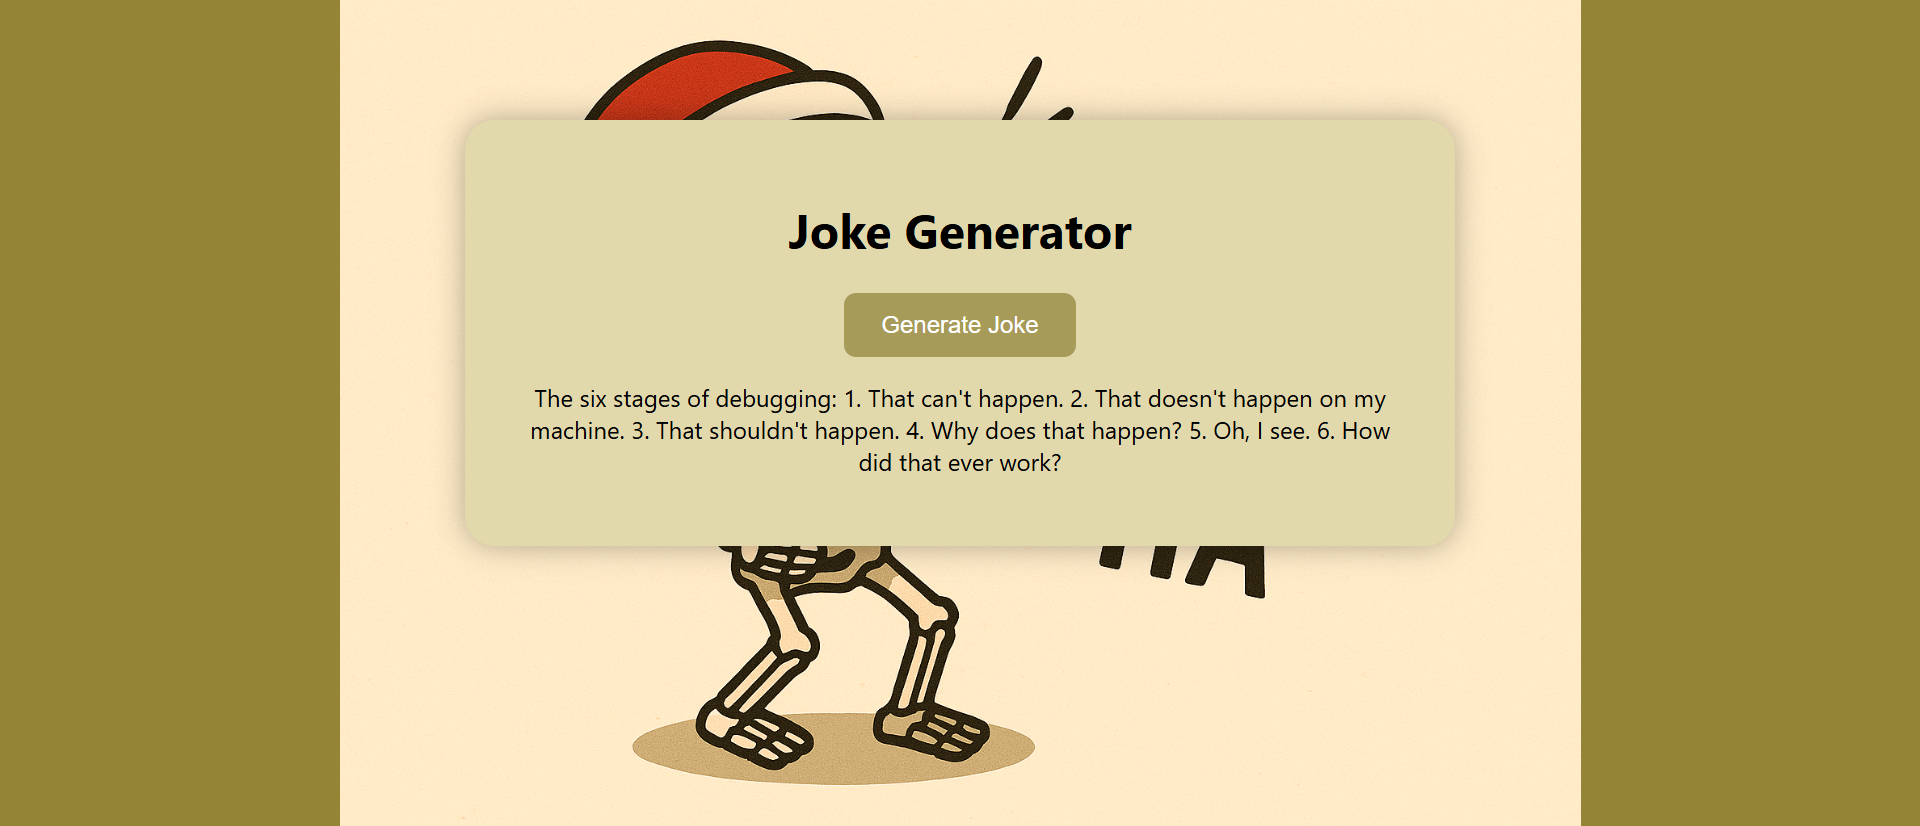 Joke Generator
Generate Joke
The six stages of debugging: 1. That can't happen. 2. That doesn't happen on my
machine. 3. That shouldn't happen. 4. Why does that happen? 5. Oh, I see. 6. How
did that ever work?